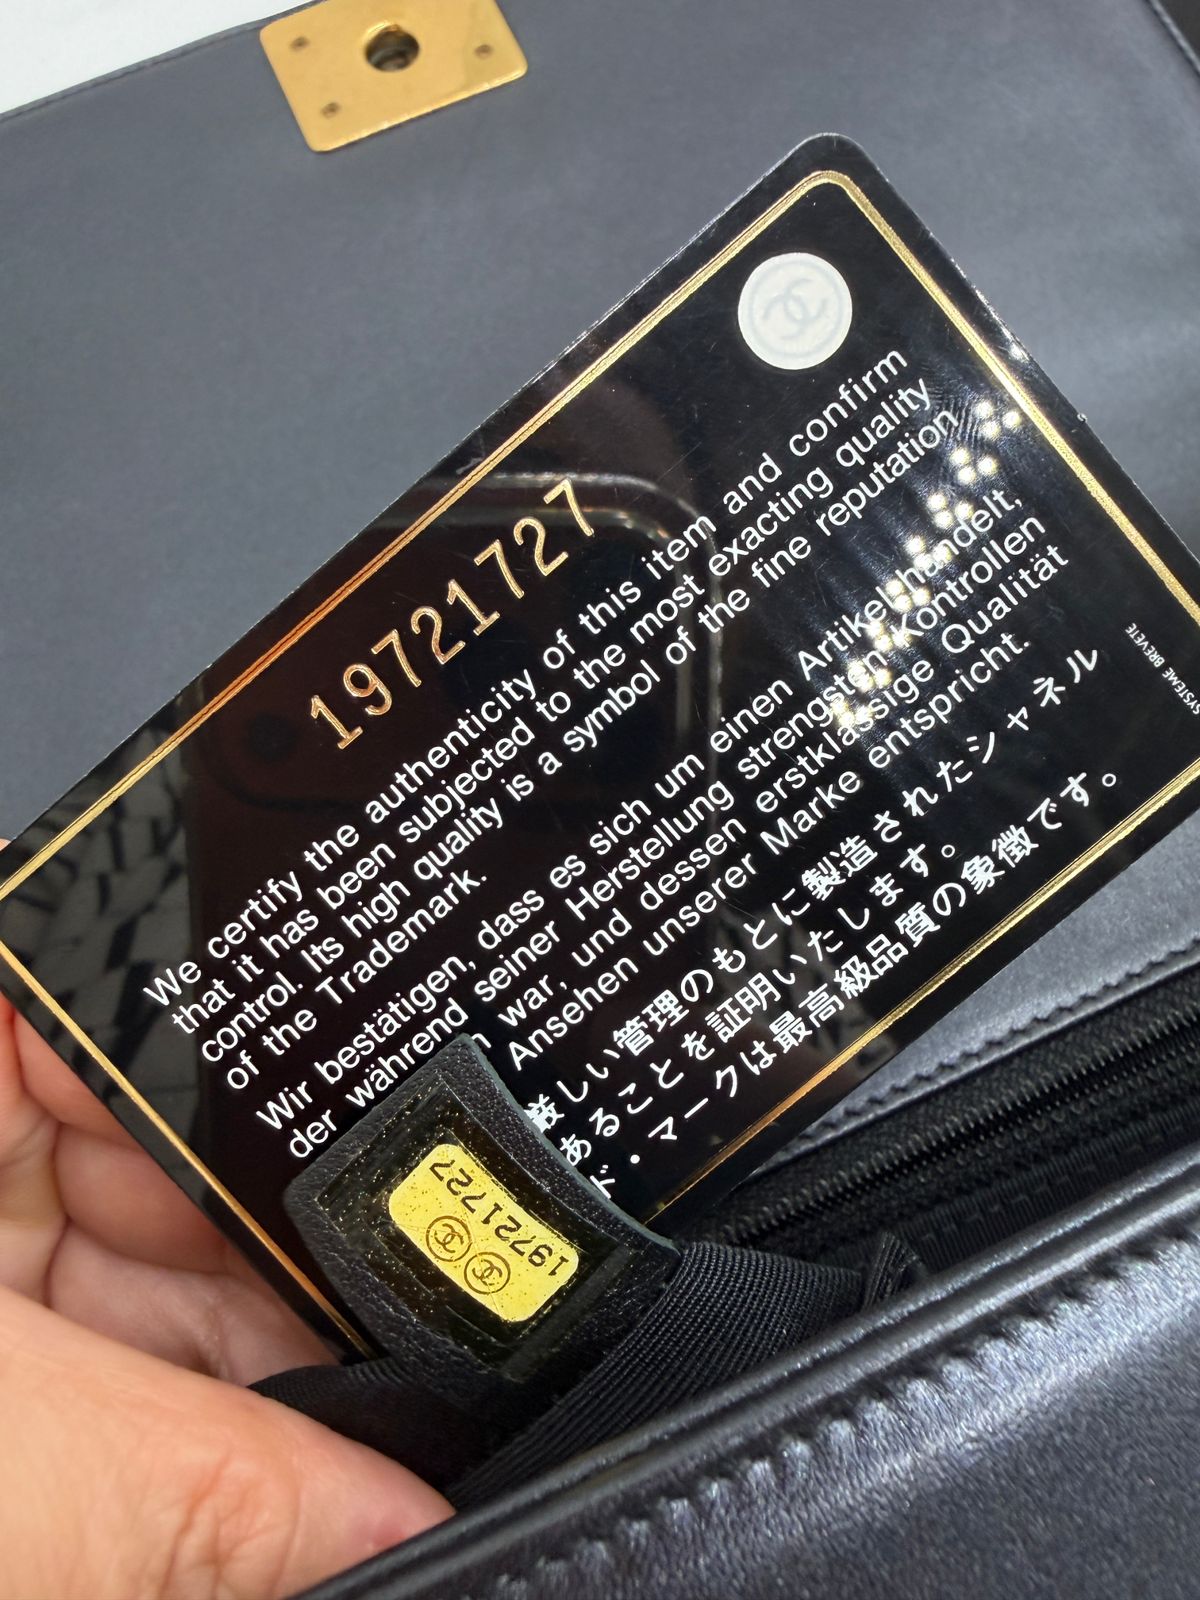 19721727
We certify the authenticity of this item and confirm
that it has been subjected to the most exacting quality
control. Its high quality is a symbol of the fine reputation
of the Trademark.
Wir bestätigen, dass es sich um einen Artikel handelt,
der während seiner Herstellung strengsten Kontrollen
war, und dessen erstklassige Qualität
Ansehen unserer Marke entspricht.
厳しい管理のもとに製造されたシャネル
あることを証明いたします。
ド・マークは最高級品質の象徴です。
SYSTEME BREVETE
19721727